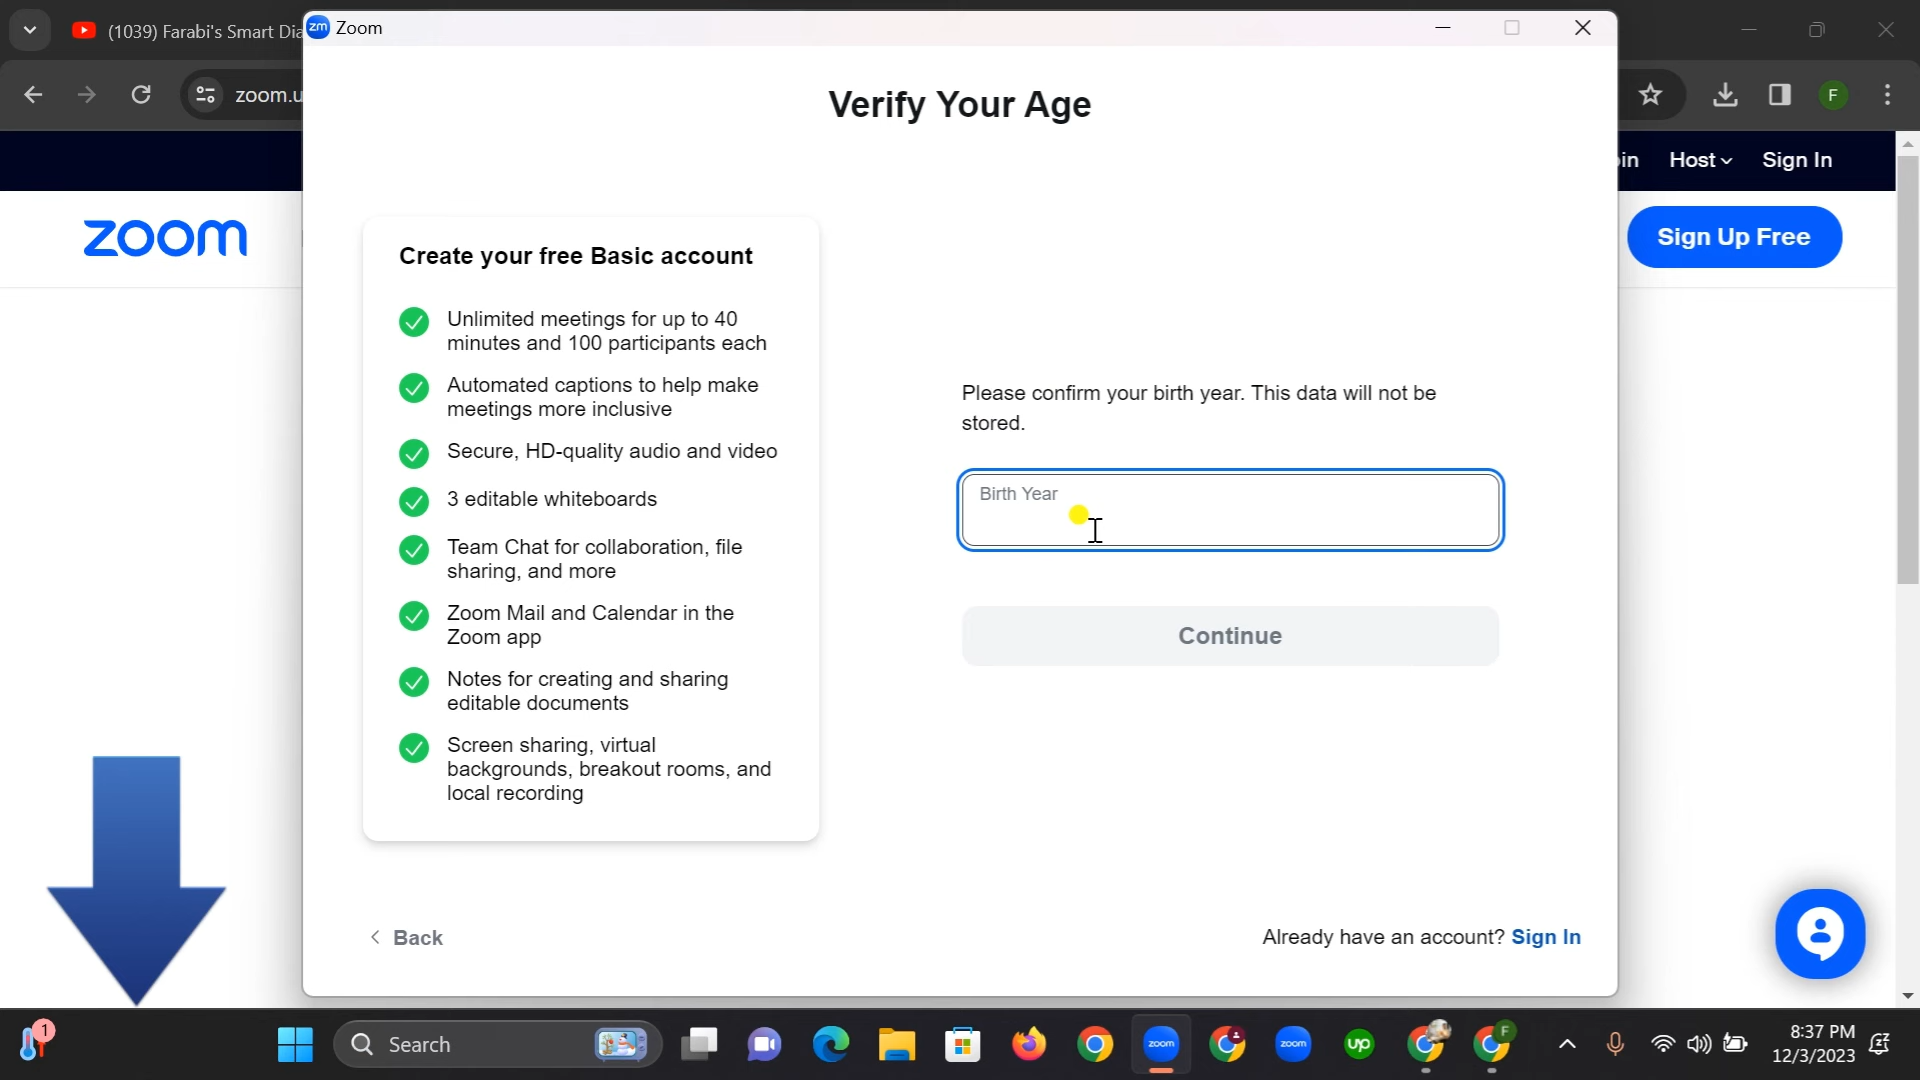 (1039) Farabi's Smart Dia
zm Zoom
zoom.u
F
Host
Sign In
zoom
Sign Up Free
Verify Your Age
Create your free Basic account
Unlimited meetings for up to 40
minutes and 100 participants each
Automated captions to help make
meetings more inclusive
Secure, HD-quality audio and video
3 editable whiteboards
Team Chat for collaboration, file
sharing, and more
Zoom Mail and Calendar in the
Zoom app
Notes for creating and sharing
editable documents
Screen sharing, virtual
backgrounds, breakout rooms, and
local recording
Please confirm your birth year. This data will not be
stored.
Birth Year
Continue
Back
Already have an account? Sign In
1
Search
zoom
zoom
up
F
8:37 PM
12/3/2023